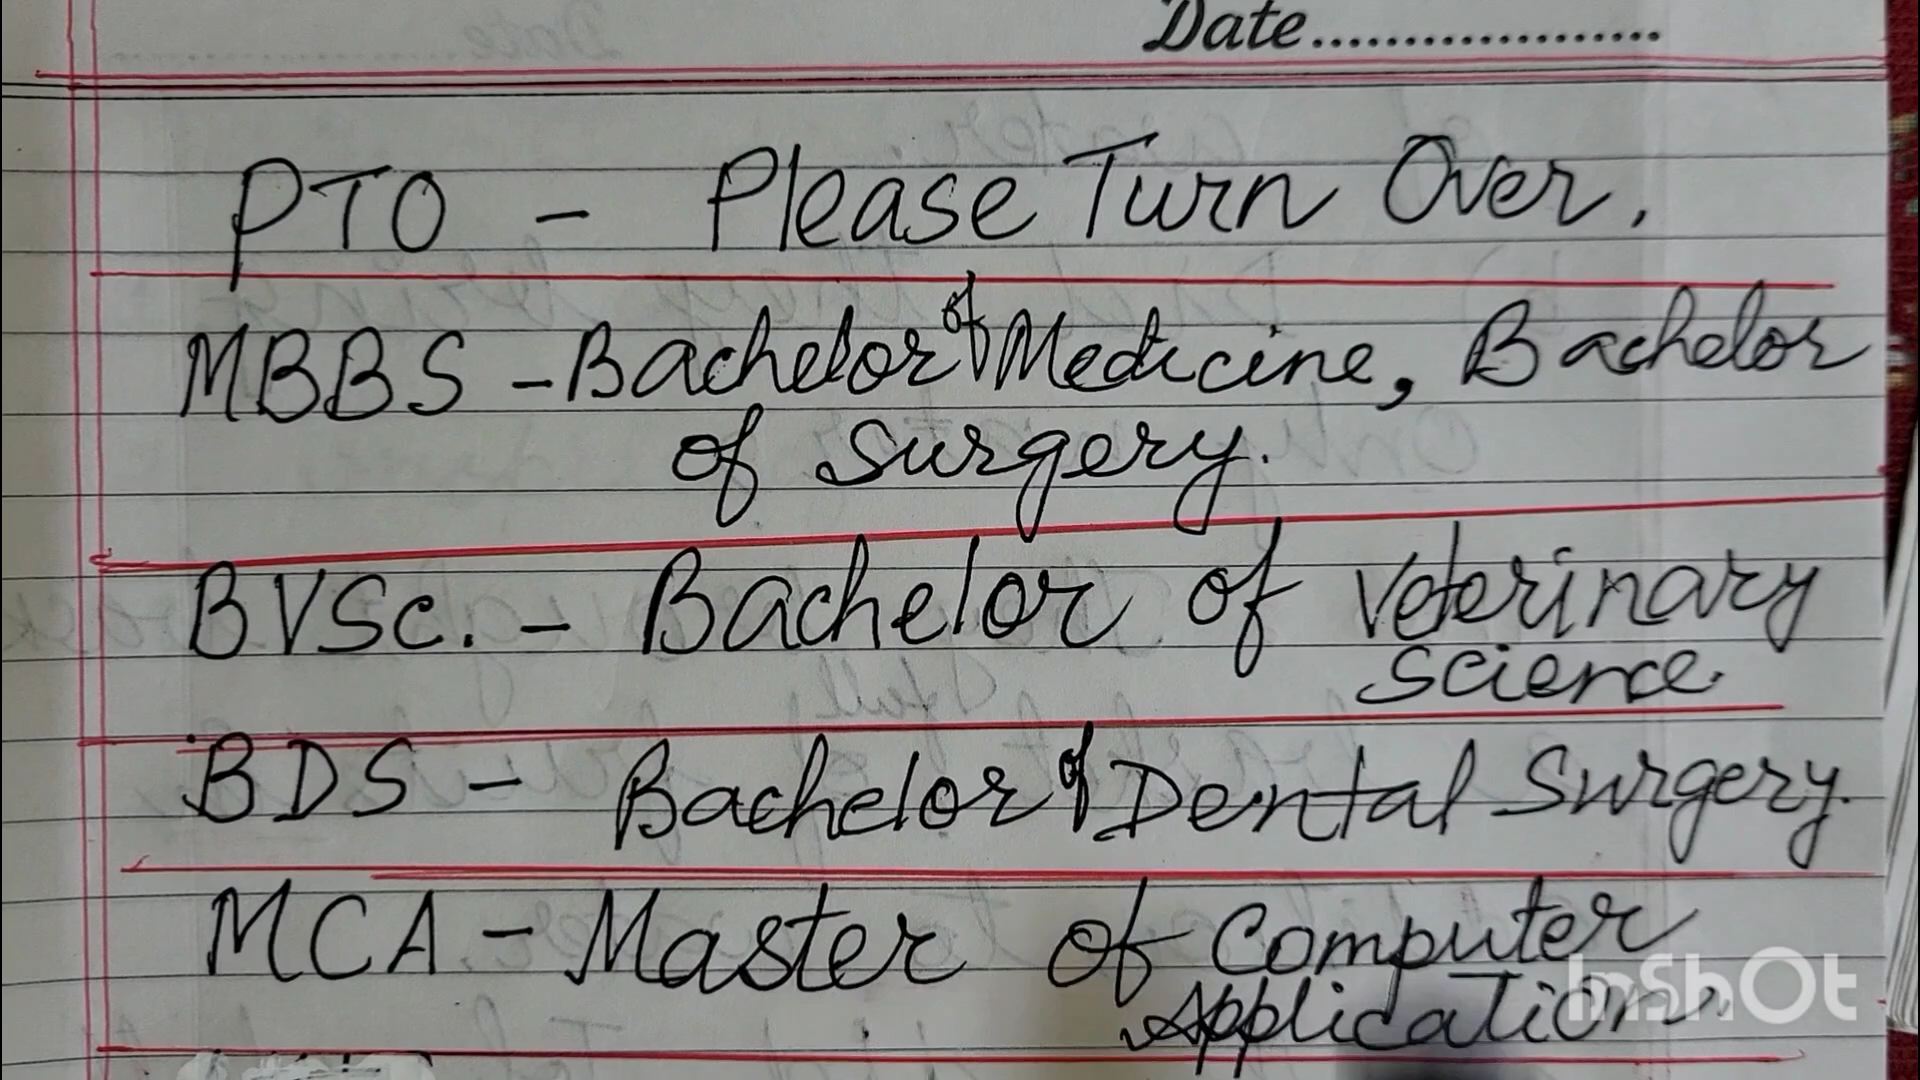 Date....................
PTO - Please Turn Over.
MBBS - Bachelor of Medicine, Bachelor
of Surgery.
BVSc. - Bachelor of Veterinary
Science.
BDS - Bachelor of Dental Surgery.
MCA - Master of Computer
Application.
InShOt